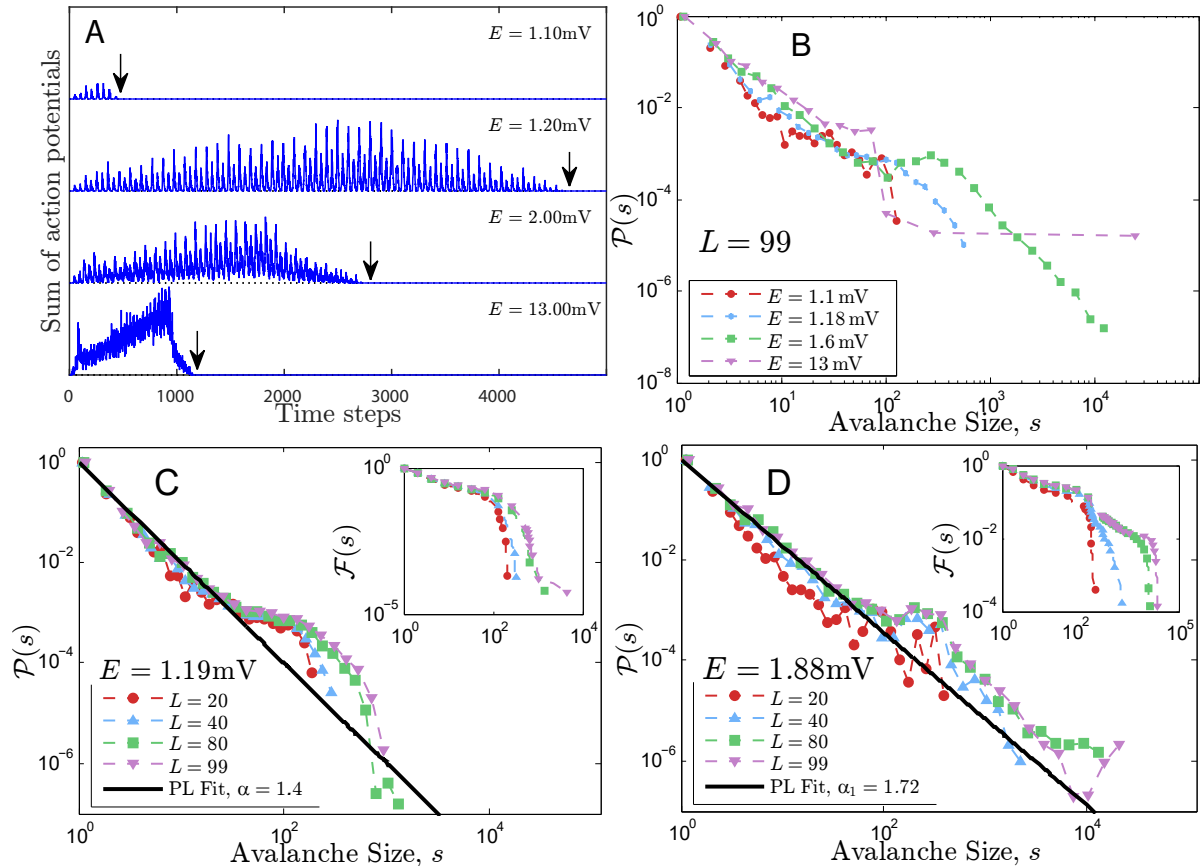 A
E = 1.10mV
E = 1.20mV
E = 2.00mV
E = 13.00mV
Sum of action potentials
0 1000 2000 3000 4000
Time steps
B
10^0
10^-2
10^-4
10^-6
10^-8
P(s)
L = 99
E = 1.1 mV
E = 1.18 mV
E = 1.6 mV
E = 13 mV
10^0 10^1 10^2 10^3 10^4
Avalanche Size, s
C
10^0
10^-2
10^-4
10^-6
P(s)
E = 1.19mV
L = 20
L = 40
L = 80
L = 99
PL Fit, α = 1.4
10^0 10^2 10^4
Avalanche Size, s
10^0
10^-5
F(s)
10^0 10^2 10^4
D
10^0
10^-2
10^-4
10^-6
P(s)
E = 1.88mV
L = 20
L = 40
L = 80
L = 99
PL Fit, α₁ = 1.72
10^0 10^2 10^4
Avalanche Size, s
10^0
10^-2
10^-4
F(s)
10^0 10^2 10^5